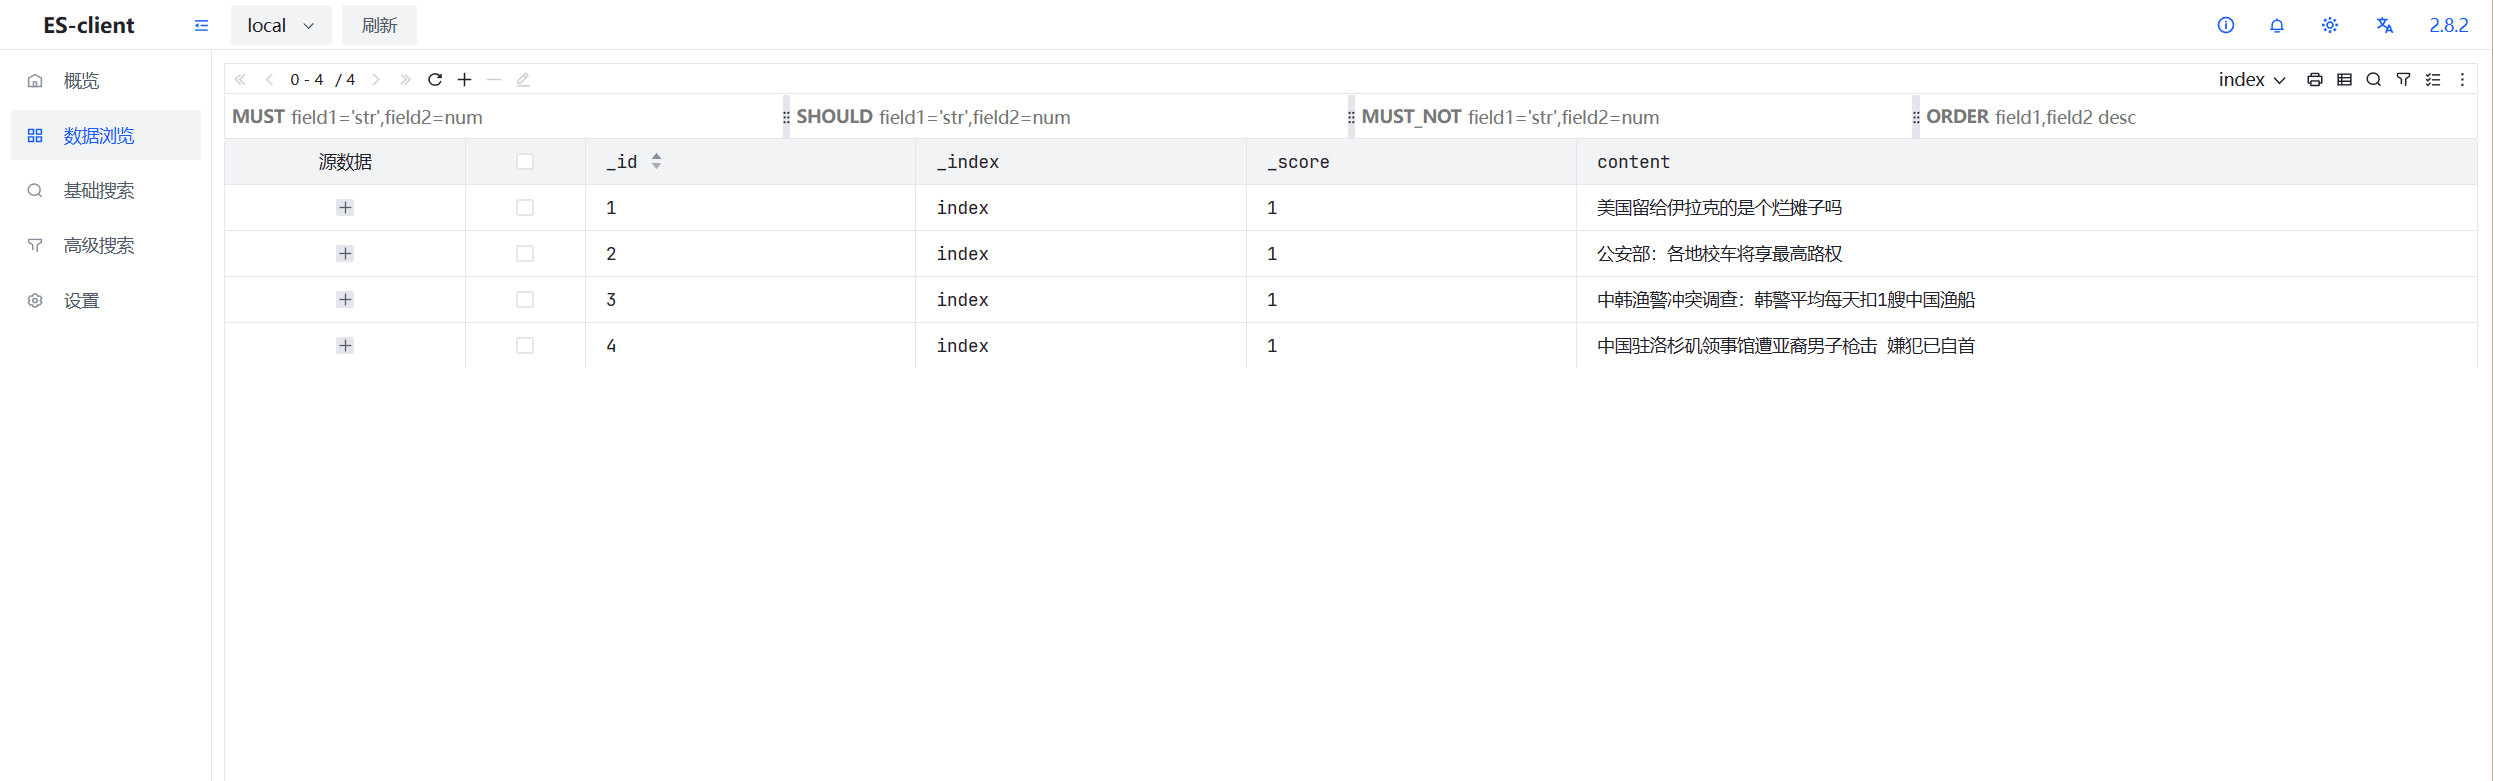 ES-client local 刷新 2.8.2
概览
数据浏览
基础搜索
高级搜索
设置
0 - 4 / 4 index
MUST field1='str',field2=num SHOULD field1='str',field2=num MUST_NOT field1='str',field2=num ORDER field1,field2 desc
源数据 _id _index _score content
1 index 1 美国留给伊拉克的是个烂摊子吗
2 index 1 公安部：各地校车将享最高路权
3 index 1 中韩渔警冲突调查：韩警平均每天扣1艘中国渔船
4 index 1 中国驻洛杉矶领事馆遭亚裔男子枪击 嫌犯已自首